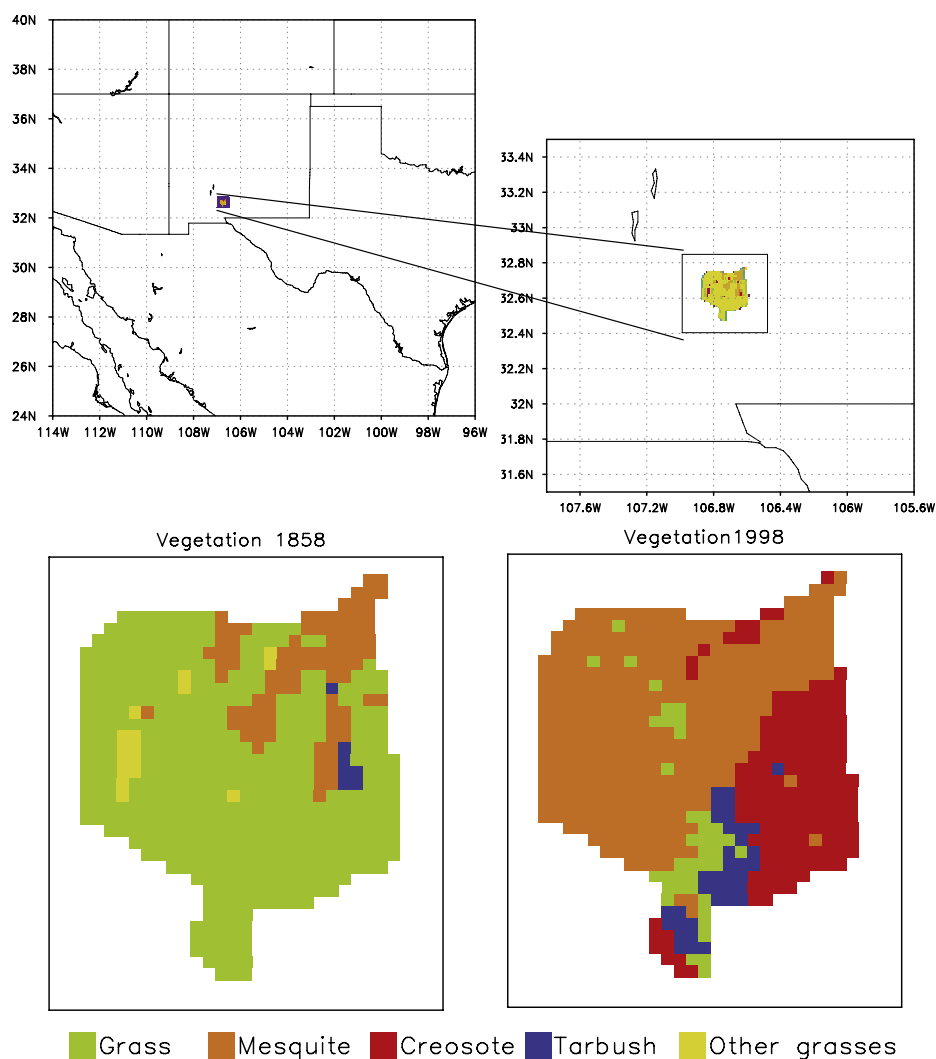 40N
38N
36N
34N
32N
30N
28N
26N
24N
114W 112W 110W 108W 106W 104W 102W 100W 98W 96W
33.4N
33.2N
33N
32.8N
32.6N
32.4N
32.2N
32N
31.8N
31.6N
107.6W 107.2W 106.8W 106.4W 106W 105.6W
Vegetation 1858
Vegetation1998
Grass Mesquite Creosote Tarbush Other grasses